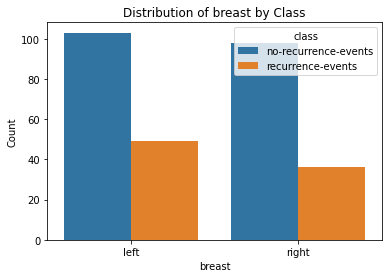 Distribution of breast by Class
class
no-recurrence-events
recurrence-events
Count
100
80
60
40
20
0
left
right
breast